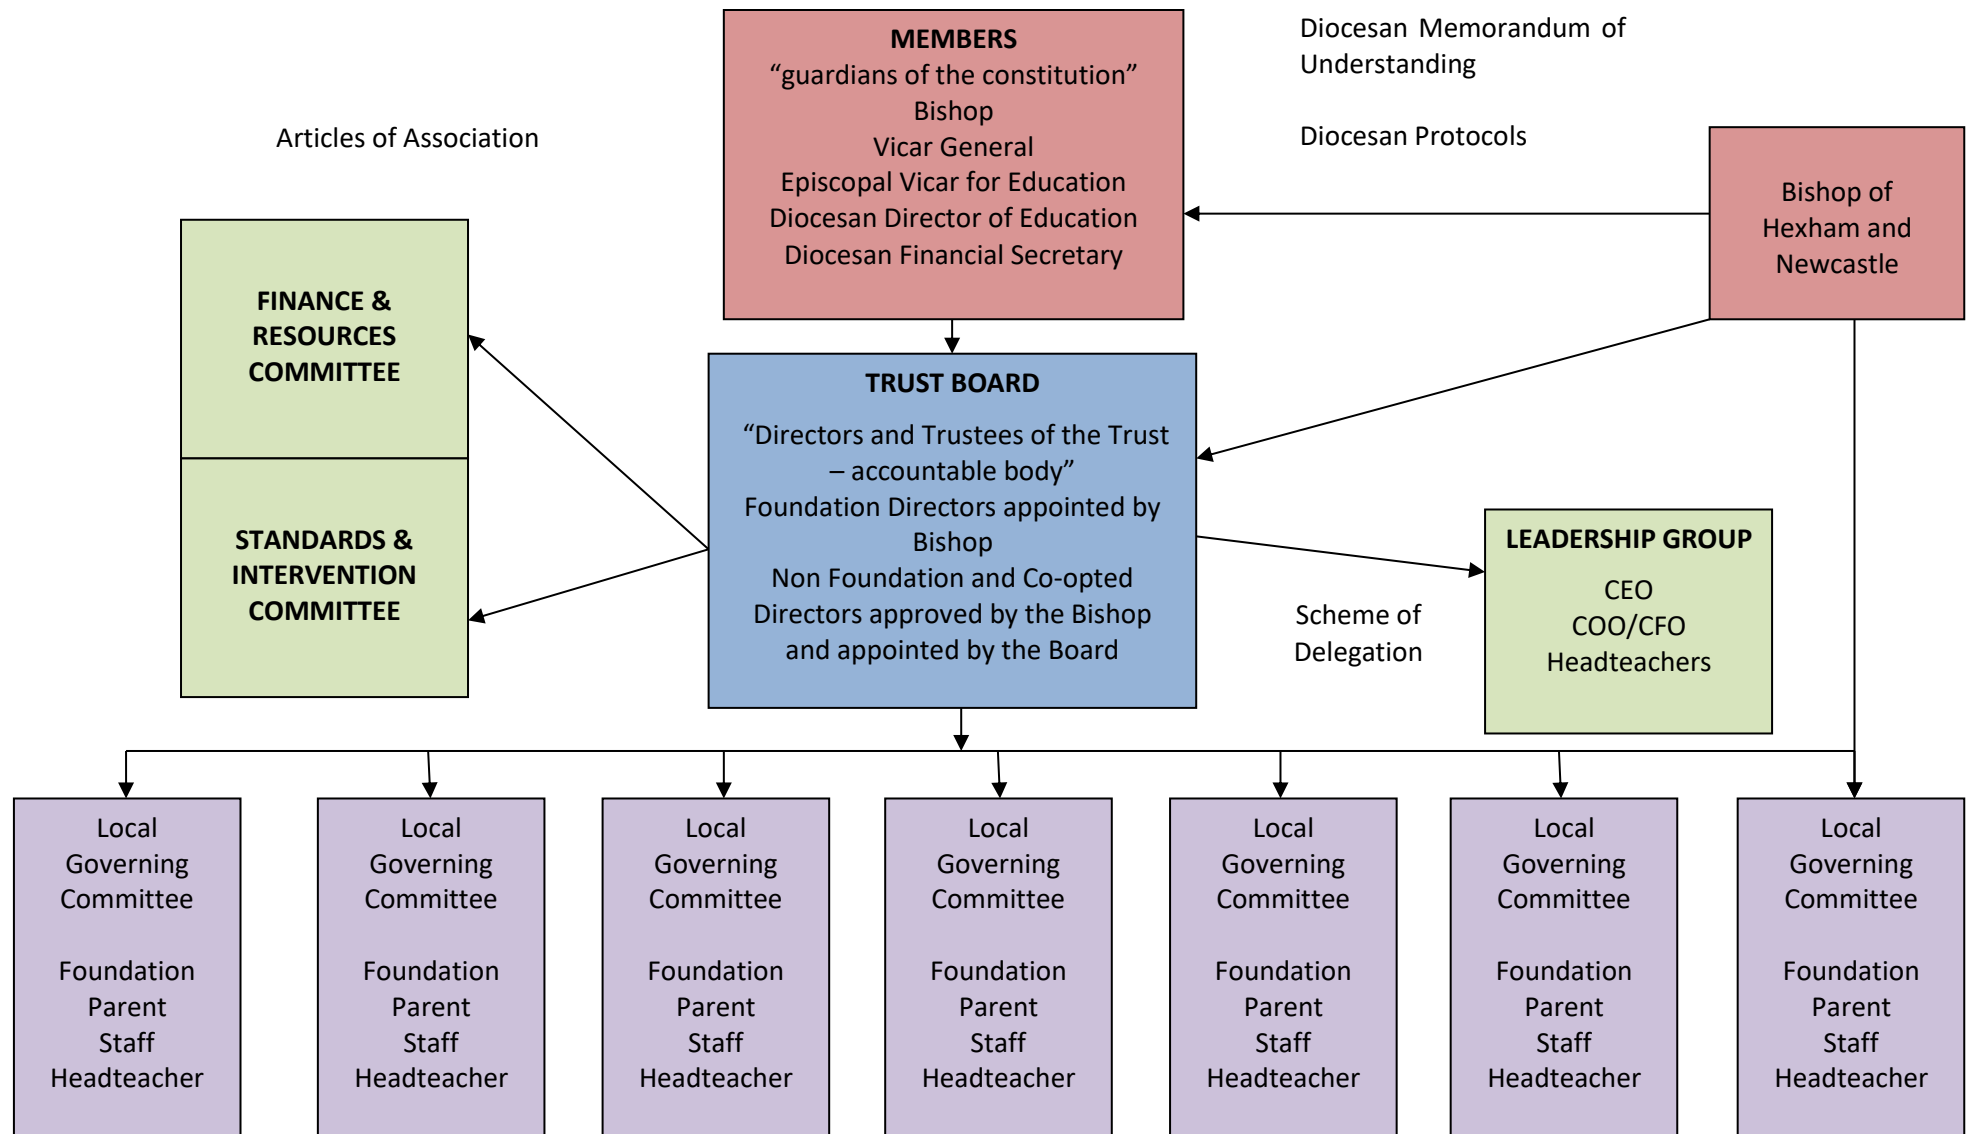 MEMBERS
“guardians of the constitution”
Bishop
Vicar General
Episcopal Vicar for Education
Diocesan Director of Education
Diocesan Financial Secretary
Diocesan Memorandum of
Understanding
Diocesan Protocols
Articles of Association
Bishop of
Hexham and
Newcastle
FINANCE &
RESOURCES
COMMITTEE
STANDARDS &
INTERVENTION
COMMITTEE
TRUST BOARD
“Directors and Trustees of the Trust
– accountable body”
Foundation Directors appointed by
Bishop
Non Foundation and Co-opted
Directors approved by the Bishop
and appointed by the Board
Scheme of
Delegation
LEADERSHIP GROUP
CEO
COO/CFO
Headteachers
Local
Governing
Committee
Foundation
Parent
Staff
Headteacher
Local
Governing
Committee
Foundation
Parent
Staff
Headteacher
Local
Governing
Committee
Foundation
Parent
Staff
Headteacher
Local
Governing
Committee
Foundation
Parent
Staff
Headteacher
Local
Governing
Committee
Foundation
Parent
Staff
Headteacher
Local
Governing
Committee
Foundation
Parent
Staff
Headteacher
Local
Governing
Committee
Foundation
Parent
Staff
Headteacher